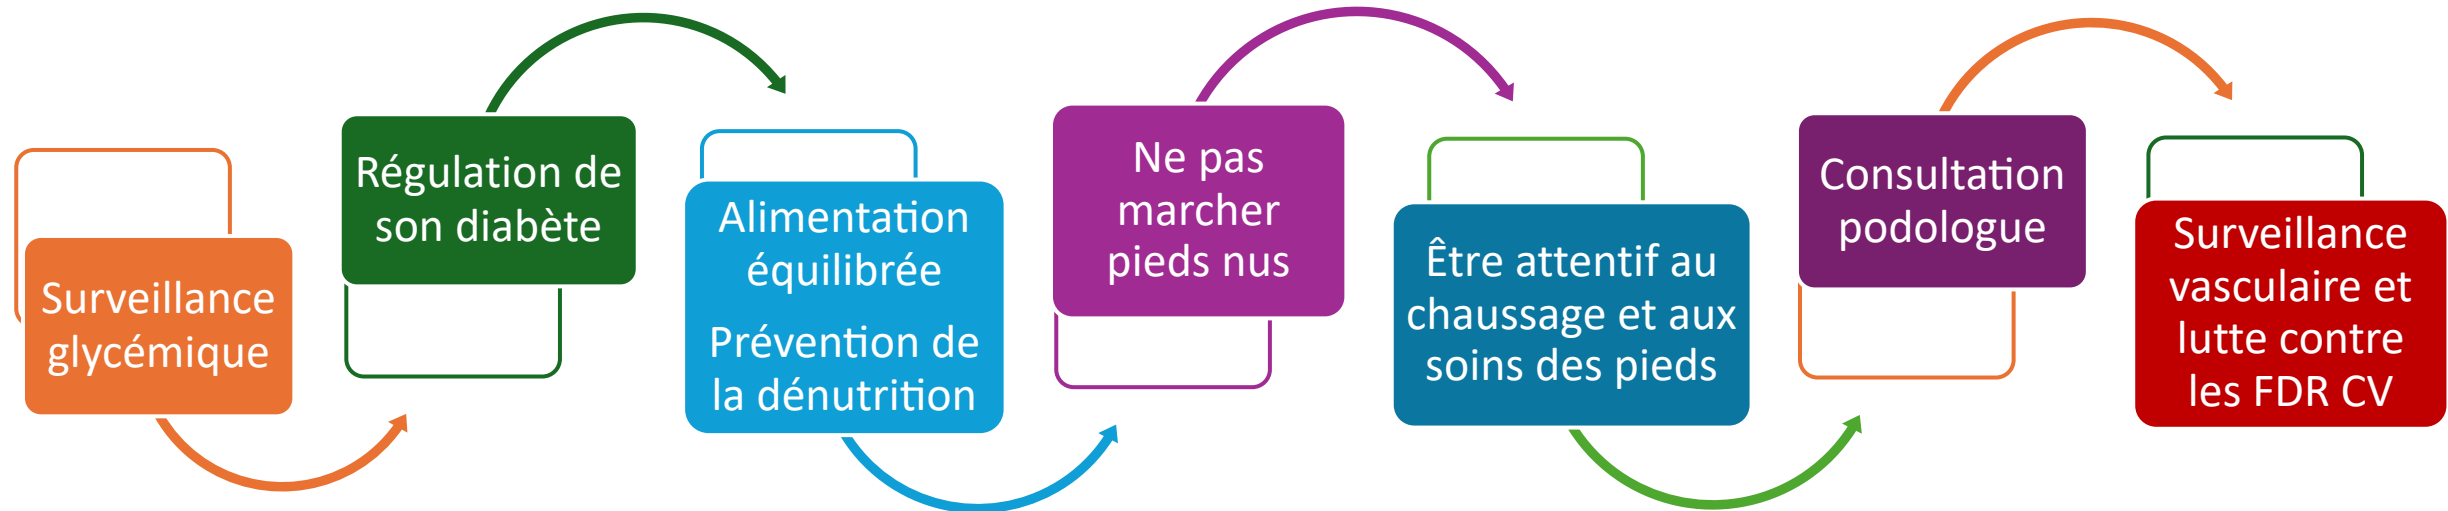 Surveillance
glycémique
Régulation de
son diabète
Alimentation
équilibrée
Prévention de
la dénutrition
Ne pas
marcher
pieds nus
Être attentif au
chaussage et aux
soins des pieds
Consultation
podologue
Surveillance
vasculaire et
lutte contre
les FDR CV